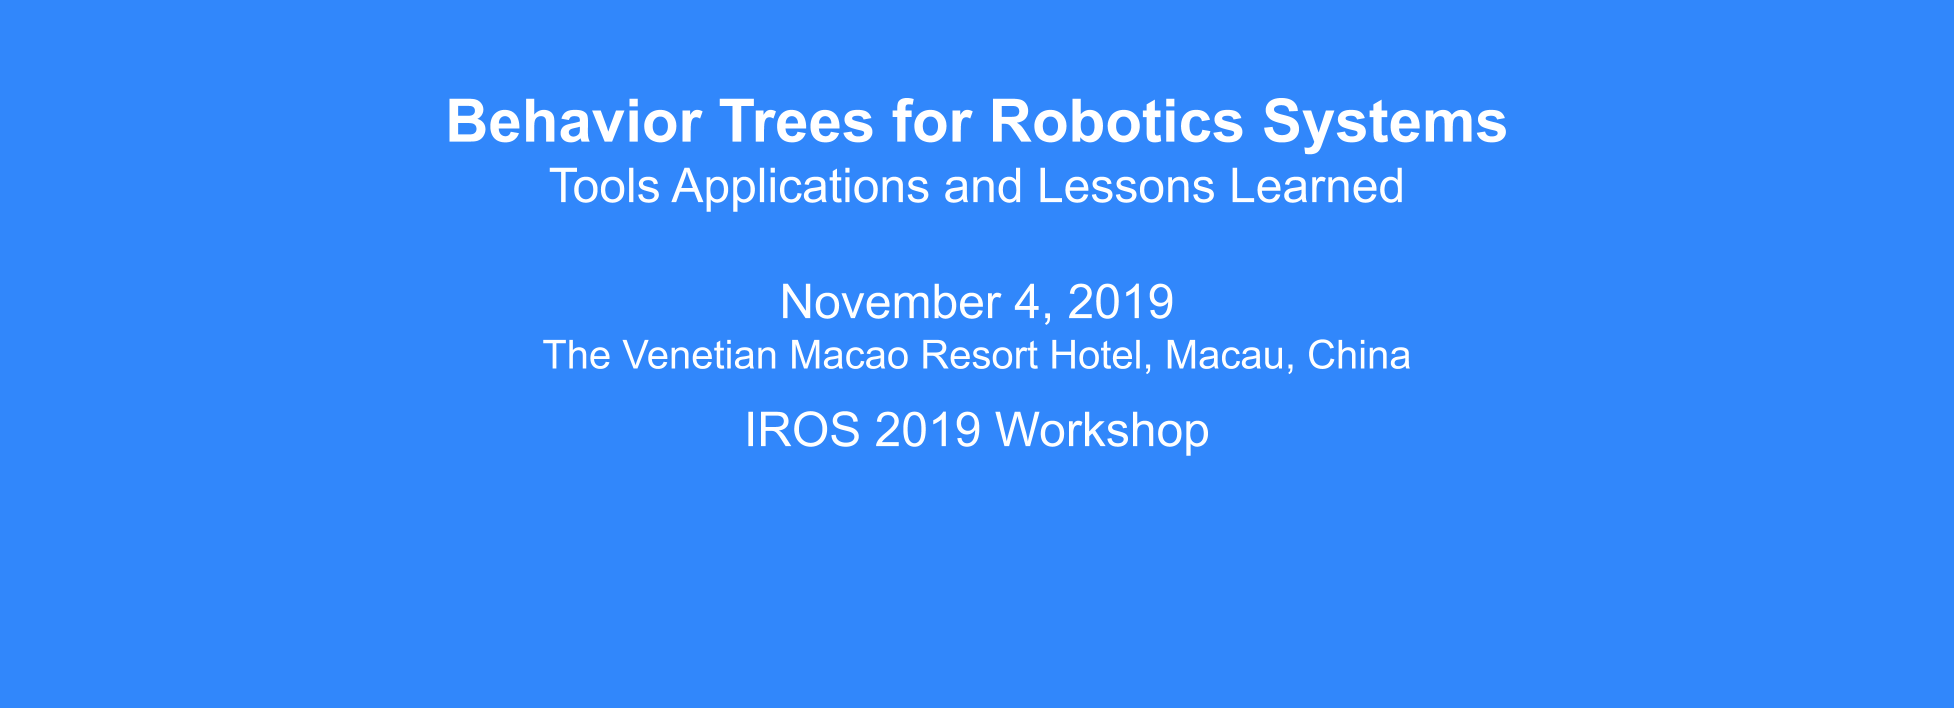 Behavior Trees for Robotics Systems
Tools Applications and Lessons Learned
November 4, 2019
The Venetian Macao Resort Hotel, Macau, China
IROS 2019 Workshop